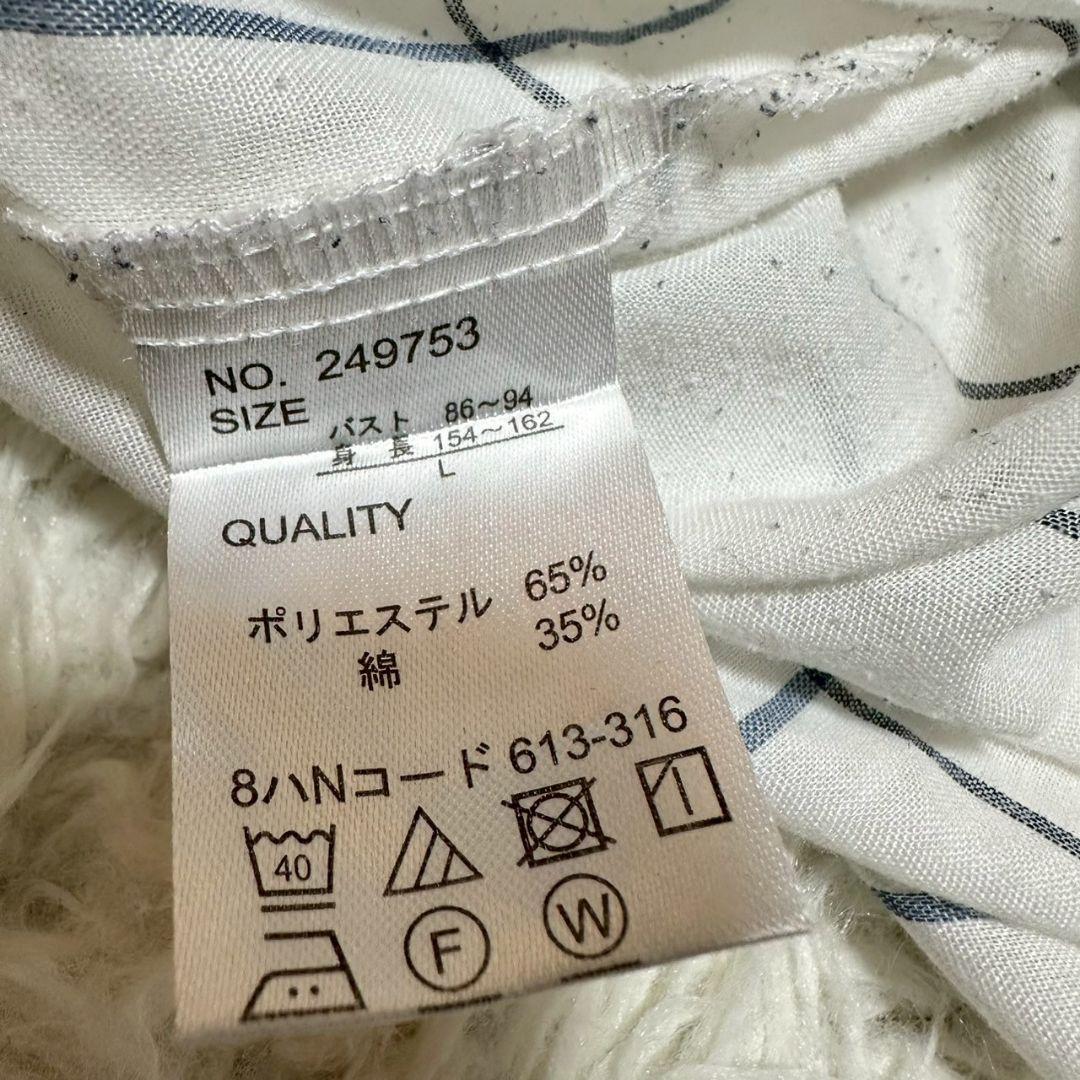 NO. 249753
SIZE
バスト 86～94
身 長 154～162
L
QUALITY
ポリエステル 65%
綿 35%
8ハNコード 613-316
40
F
W